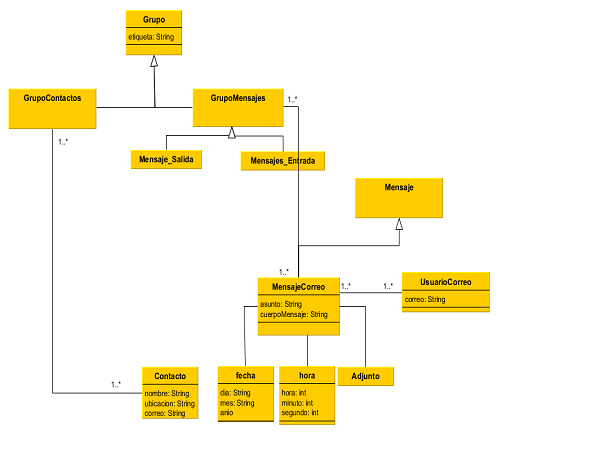 Grupo
etiqueta: String
GrupoContactos
GrupoMensajes
1..*
1..*
Mensaje_Salida
Mensajes_Entrada
Mensaje
1..*
MensajeCorreo
asunto: String
cuerpoMensaje: String
1..*
1..*
UsuarioCorreo
correo: String
1..*
Contacto
nombre: String
ubicacion: String
correo: String
fecha
dia: String
mes: String
anio
hora
hora: int
minuto: int
segundo: int
Adjunto